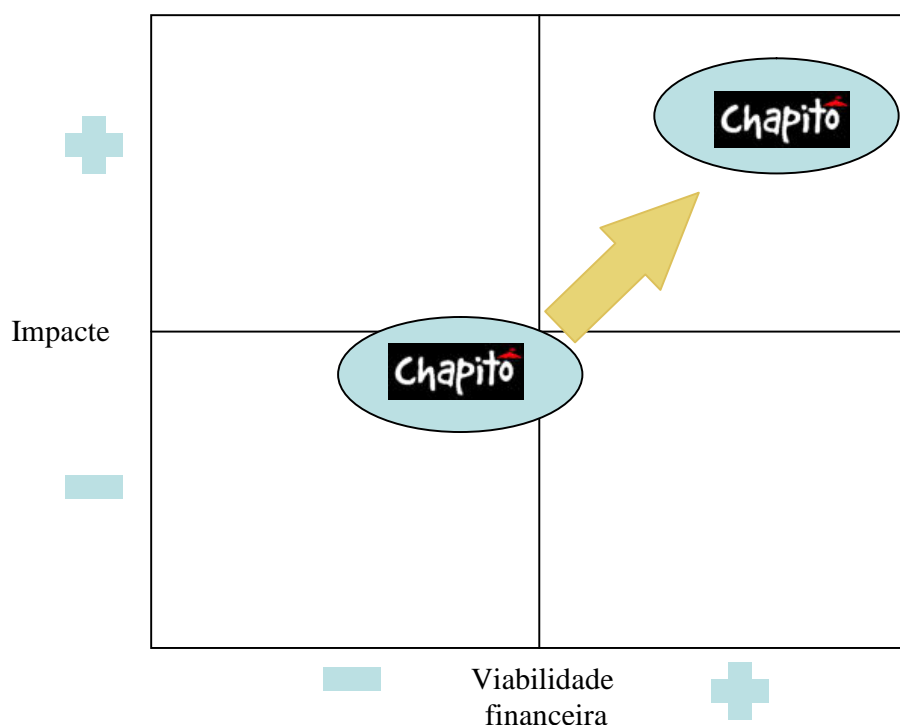 Chapitô
Impacte
Chapitô
Viabilidade
financeira